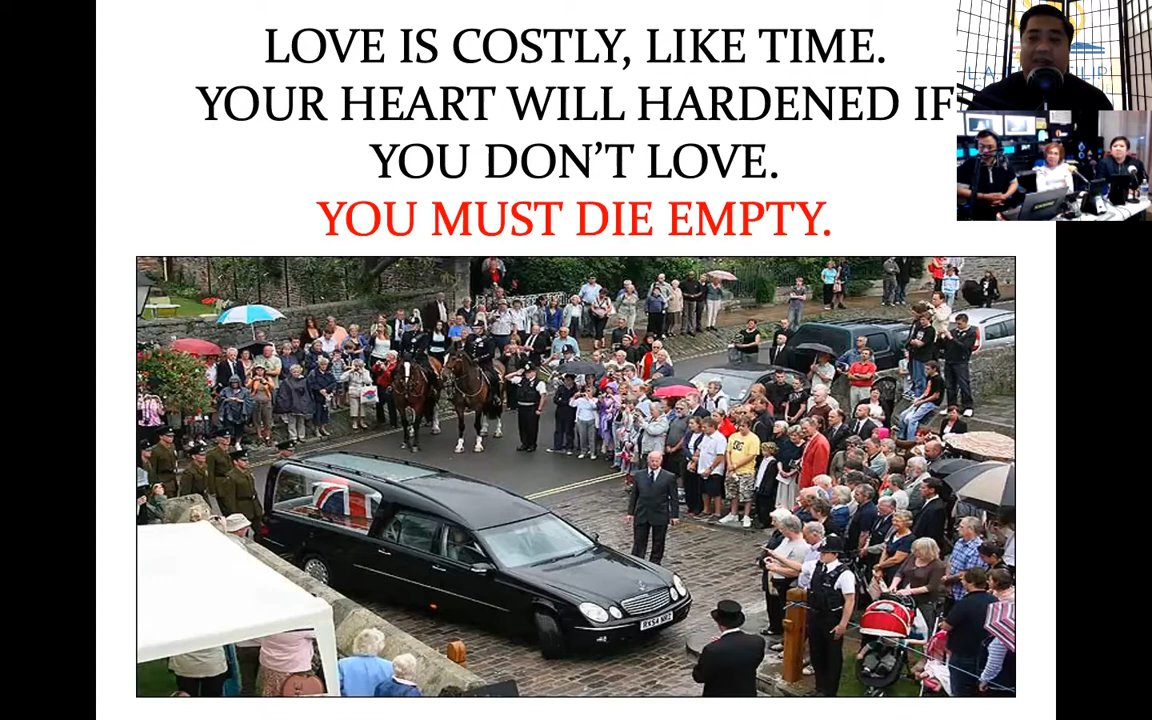 LOVE IS COSTLY, LIKE TIME.
YOUR HEART WILL HARDENED IF
YOU DON'T LOVE.
YOU MUST DIE EMPTY.